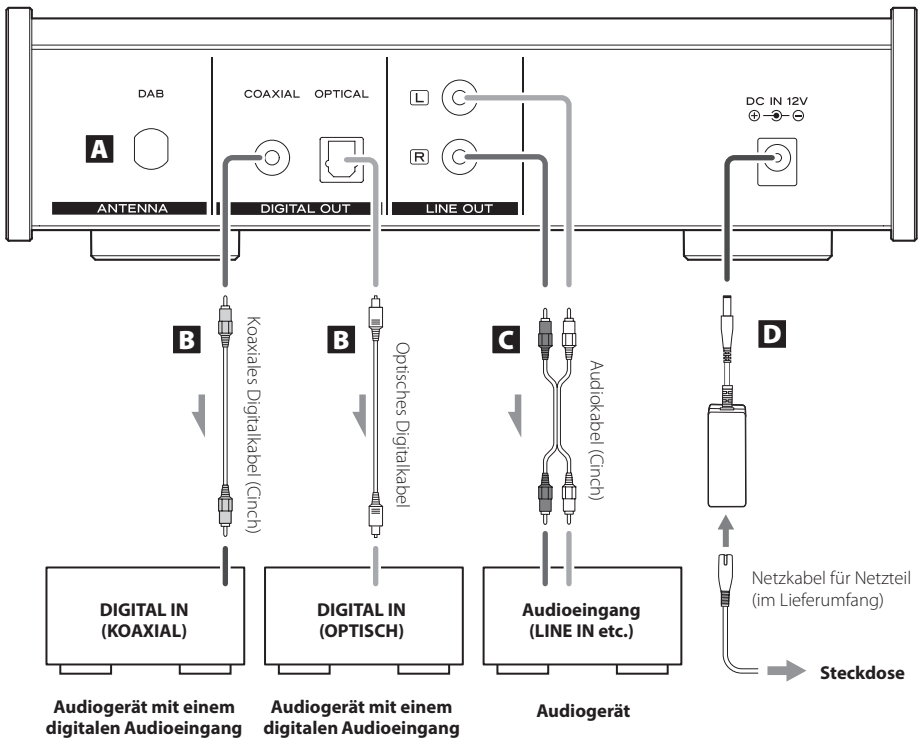 DAB
COAXIAL OPTICAL
L
DC IN 12V
A
R
ANTENNA
DIGITAL OUT
LINE OUT
B
Koaxiales Digitalkabel (Cinch)
B
Optisches Digitalkabel
C
Audiokabel (Cinch)
D
Netzkabel für Netzteil
(im Lieferumfang)
Steckdose
DIGITAL IN
(KOAXIAL)
DIGITAL IN
(OPTISCH)
Audioeingang
(LINE IN etc.)
Audiogerät mit einem
digitalen Audioeingang
Audiogerät mit einem
digitalen Audioeingang
Audiogerät